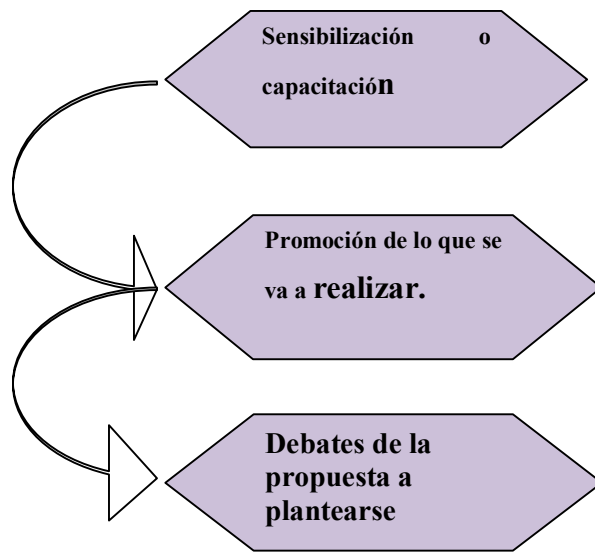 Sensibilización o
capacitación
Promoción de lo que se
va a realizar.
Debates de la
propuesta a
plantearse